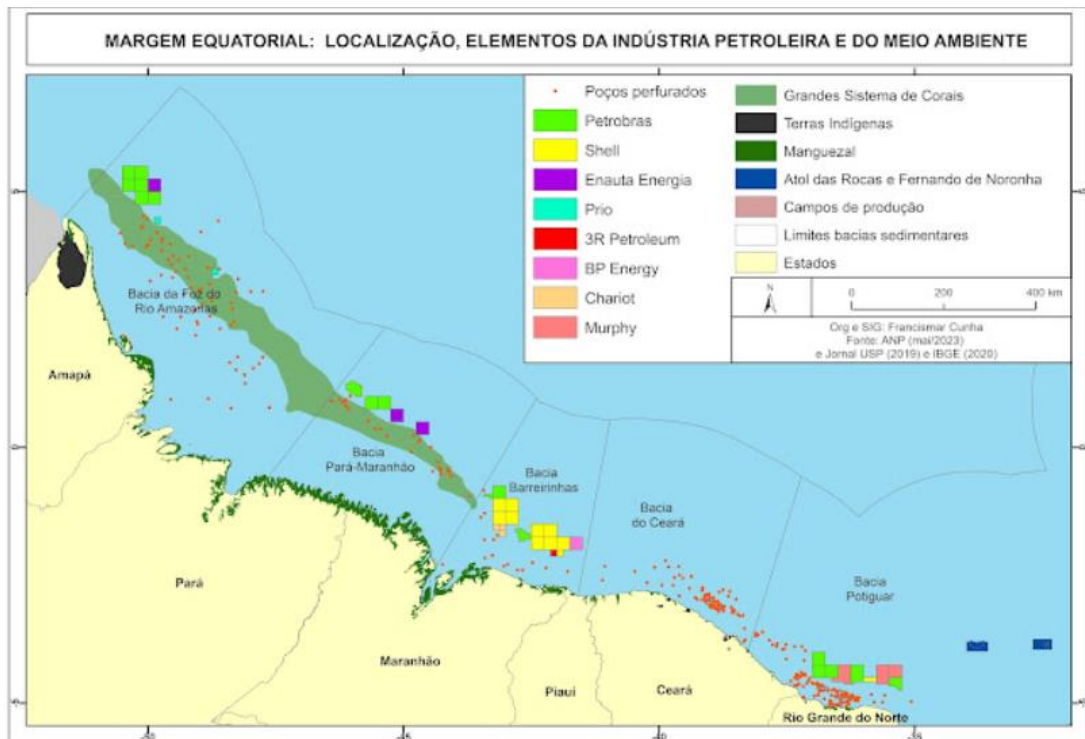 MARGEM EQUATORIAL: LOCALIZAÇÃO, ELEMENTOS DA INDÚSTRIA PETROLEIRA E DO MEIO AMBIENTE
Poços perfurados
Petrobras
Shell
Enauta Energia
Prio
3R Petroleum
BP Energy
Chariot
Murphy
Grandes Sistema de Corais
Terras Indígenas
Manguezal
Atol das Rocas e Fernando de Noronha
Campos de produção
Limites bacias sedimentares
Estados
N
0 200 400 km
Org e SIG: Francismar Cunha
Fonte: ANP (mai/2023)
e Jornal USP (2019) e IBGE (2020)
Bacia da Foz do
Rio Amazonas
Amapá
Bacia
Pará-Maranhão
Bacia
Barreirinhas
Bacia
do Ceará
Bacia
Potiguar
Pará
Maranhão
Piauí
Ceará
Rio Grande do Norte